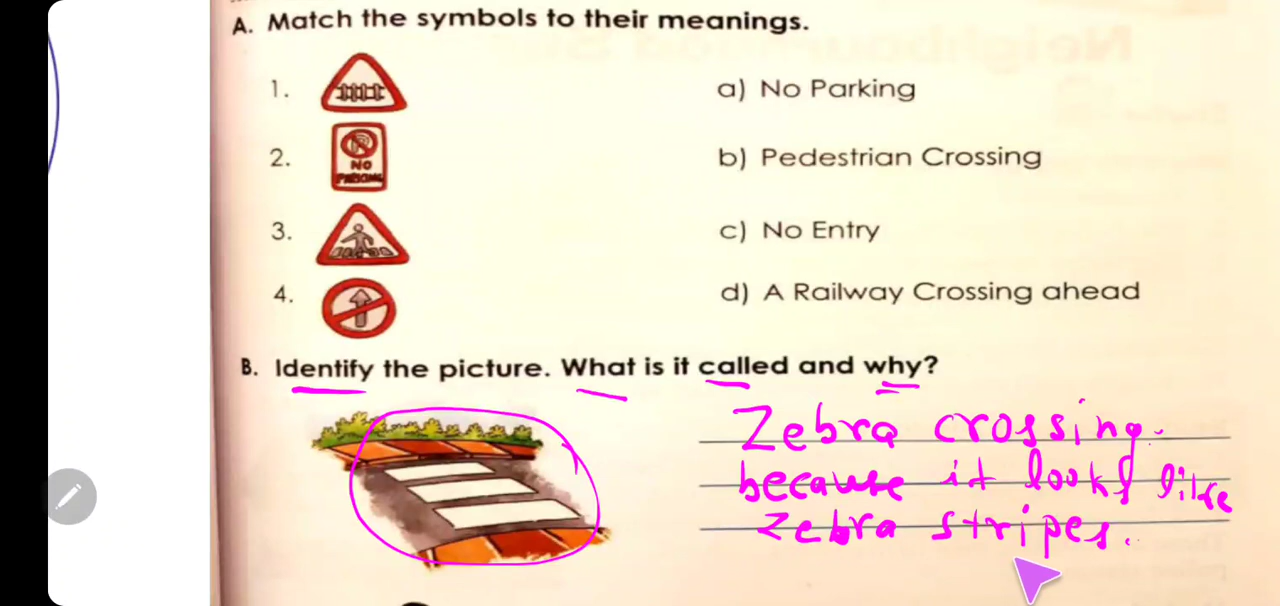 A. Match the symbols to their meanings.
1.
a) No Parking
2.
NO
PARKING
b) Pedestrian Crossing
3.
c) No Entry
4.
d) A Railway Crossing ahead
B. Identify the picture. What is it called and why?
Zebra crossing.
because it looks like
Zebra stripes.